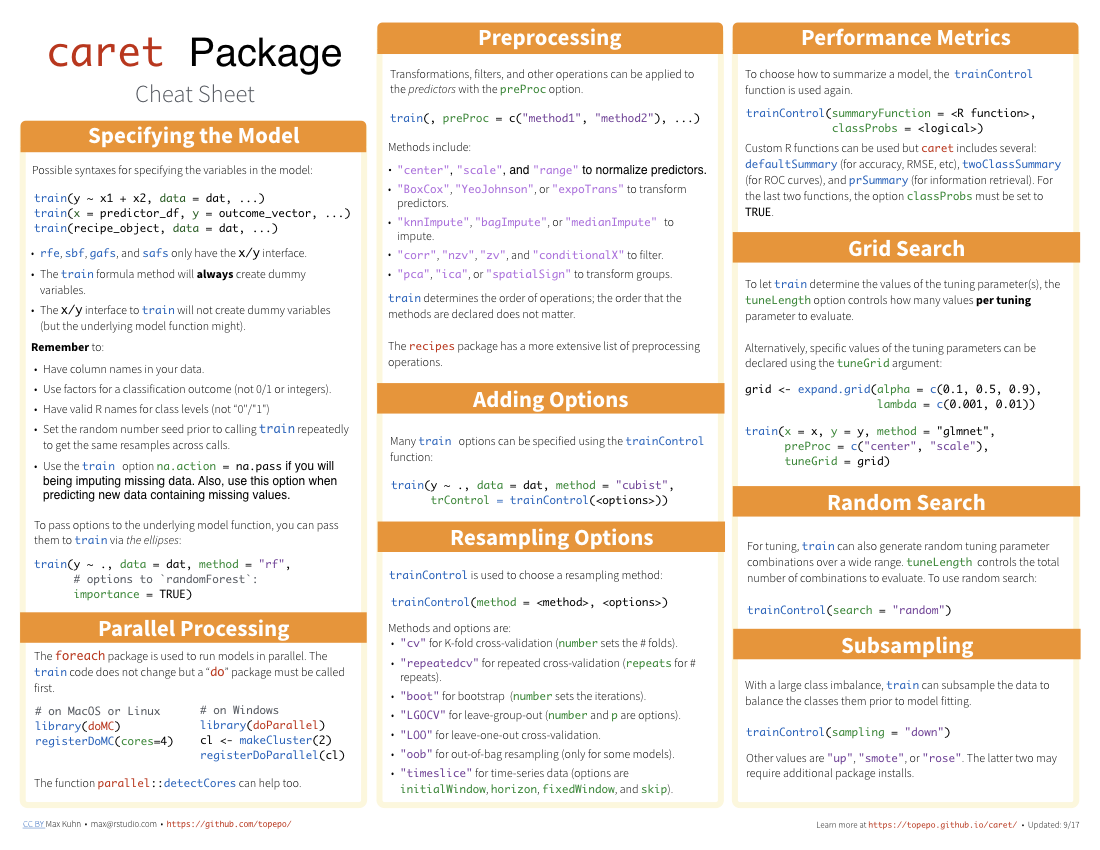 caret Package
Cheat Sheet
Specifying the Model
Possible syntaxes for specifying the variables in the model:
train(y ~ x1 + x2, data = dat, ...)
train(x = predictor_df, y = outcome_vector, ...)
train(recipe_object, data = dat, ...)
• rfe, sbf, gafs, and safs only have the x/y interface.
• The train formula method will always create dummy
variables.
• The x/y interface to train will not create dummy variables
(but the underlying model function might).
Remember to:
• Have column names in your data.
• Use factors for a classification outcome (not 0/1 or integers).
• Have valid R names for class levels (not “0"/"1")
• Set the random number seed prior to calling train repeatedly
to get the same resamples across calls.
• Use the train option na.action = na.pass if you will
being imputing missing data. Also, use this option when
predicting new data containing missing values.
To pass options to the underlying model function, you can pass
them to train via the ellipses:
train(y ~ ., data = dat, method = "rf",
# options to `randomForest`:
importance = TRUE)
Parallel Processing
The foreach package is used to run models in parallel. The
train code does not change but a “do” package must be called
first.
# on MacOS or Linux
library(doMC)
registerDoMC(cores=4)
# on Windows
library(doParallel)
cl <- makeCluster(2)
registerDoParallel(cl)
The function parallel::detectCores can help too.
Preprocessing
Transformations, filters, and other operations can be applied to
the predictors with the preProc option.
train(, preProc = c("method1", "method2"), ...)
Methods include:
• "center", "scale", and "range" to normalize predictors.
• "BoxCox", "YeoJohnson", or "expoTrans" to transform
predictors.
• "knnImpute", "bagImpute", or "medianImpute" to
impute.
• "corr", "nzv", "zv", and "conditionalX" to filter.
• "pca", "ica", or "spatialSign" to transform groups.
train determines the order of operations; the order that the
methods are declared does not matter.
The recipes package has a more extensive list of preprocessing
operations.
Adding Options
Many train options can be specified using the trainControl
function:
train(y ~ ., data = dat, method = "cubist",
trControl = trainControl(<options>))
Resampling Options
trainControl is used to choose a resampling method:
trainControl(method = <method>, <options>)
Methods and options are:
• "cv" for K-fold cross-validation (number sets the # folds).
• "repeatedcv" for repeated cross-validation (repeats for #
repeats).
• "boot" for bootstrap (number sets the iterations).
• "LGOCV" for leave-group-out (number and p are options).
• "LOO" for leave-one-out cross-validation.
• "oob" for out-of-bag resampling (only for some models).
• "timeslice" for time-series data (options are
initialWindow, horizon, fixedWindow, and skip).
Performance Metrics
To choose how to summarize a model, the trainControl
function is used again.
trainControl(summaryFunction = <R function>,
classProbs = <logical>)
Custom R functions can be used but caret includes several:
defaultSummary (for accuracy, RMSE, etc), twoClassSummary
(for ROC curves), and prSummary (for information retrieval). For
the last two functions, the option classProbs must be set to
TRUE.
Grid Search
To let train determine the values of the tuning parameter(s), the
tuneLength option controls how many values per tuning
parameter to evaluate.
Alternatively, specific values of the tuning parameters can be
declared using the tuneGrid argument:
grid <- expand.grid(alpha = c(0.1, 0.5, 0.9),
lambda = c(0.001, 0.01))
train(x = x, y = y, method = "glmnet",
preProc = c("center", "scale"),
tuneGrid = grid)
Random Search
For tuning, train can also generate random tuning parameter
combinations over a wide range. tuneLength controls the total
number of combinations to evaluate. To use random search:
trainControl(search = "random")
Subsampling
With a large class imbalance, train can subsample the data to
balance the classes them prior to model fitting.
trainControl(sampling = "down")
Other values are "up", "smote", or "rose". The latter two may
require additional package installs.
CC BY Max Kuhn • max@rstudio.com • https://github.com/topepo/
Learn more at https://topepo.github.io/caret/ • Updated: 9/17